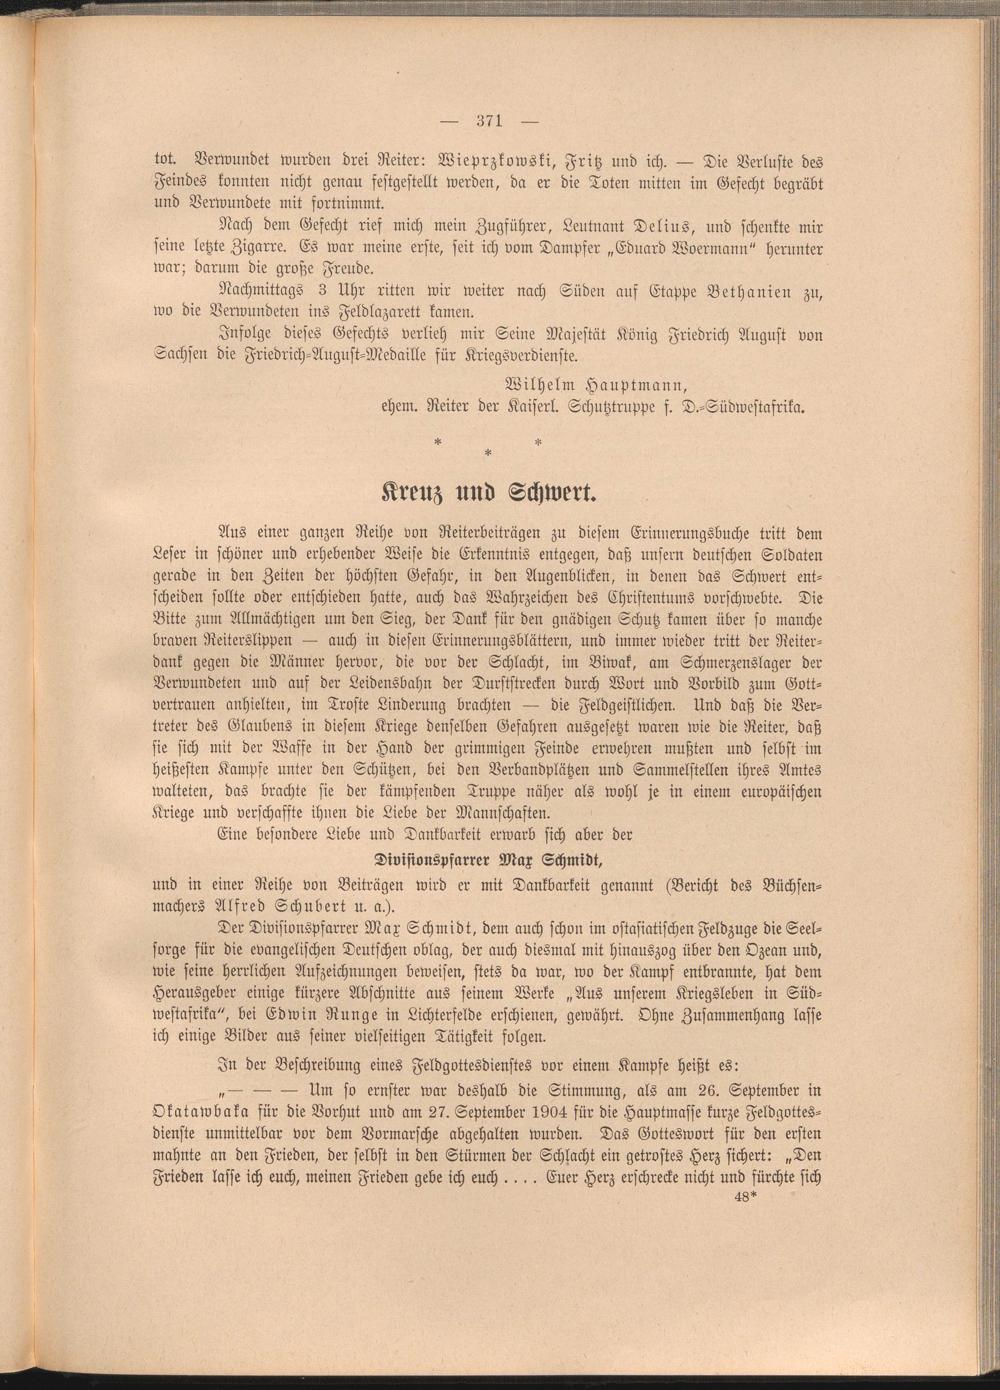 — 371 —
tot. Verwundet wurden drei Reiter: Wieprzkowski, Fritz und ich. — Die Verluste des
Feindes konnten nicht genau festgestellt werden, da er die Toten mitten im Gefecht begräbt
und Verwundete mit fortnimmt.
Nach dem Gefecht rief mich mein Zugführer, Leutnant Delius, und schenkte mir
seine letzte Zigarre. Es war meine erste, seit ich vom Dampfer „Eduard Woermann“ herunter
war; darum die große Freude.
Nachmittags 3 Uhr ritten wir weiter nach Süden auf Etappe Bethanien zu,
wo die Verwundeten ins Feldlazarett kamen.
Infolge dieses Gefechts verlieh mir Seine Majestät König Friedrich August von
Sachsen die Friedrich-August-Medaille für Kriegsverdienste.
Wilhelm Hauptmann,
ehem. Reiter der Kaiserl. Schutztruppe f. D.-Südwestafrika.
* * *
Kreuz und Schwert.
Aus einer ganzen Reihe von Reiterbeiträgen zu diesem Erinnerungsbuche tritt dem
Leser in schöner und erhebender Weise die Erkenntnis entgegen, daß unsern deutschen Soldaten
gerade in den Zeiten der höchsten Gefahr, in den Augenblicken, in denen das Schwert ent-
scheiden sollte oder entschieden hatte, auch das Wahrzeichen des Christentums vorschwebte. Die
Bitte zum Allmächtigen um den Sieg, der Dank für den gnädigen Schutz kamen über so manche
braven Reiterslippen — auch in diesen Erinnerungsblättern, und immer wieder tritt der Reiter-
dank gegen die Männer hervor, die vor der Schlacht, im Biwak, am Schmerzenslager der
Verwundeten und auf der Leidensbahn der Durststrecken durch Wort und Vorbild zum Gott-
vertrauen anhielten, im Troste Linderung brachten — die Feldgeistlichen. Und daß die Ver-
treter des Glaubens in diesem Kriege denselben Gefahren ausgesetzt waren wie die Reiter, daß
sie sich mit der Waffe in der Hand der grimmigen Feinde erwehren mußten und selbst im
heißesten Kampfe unter den Schützen, bei den Verbandplätzen und Sammelstellen ihres Amtes
walteten, das brachte sie der kämpfenden Truppe näher als wohl je in einem europäischen
Kriege und verschaffte ihnen die Liebe der Mannschaften.
Eine besondere Liebe und Dankbarkeit erwarb sich aber der
Divisionspfarrer Max Schmidt,
und in einer Reihe von Beiträgen wird er mit Dankbarkeit genannt (Bericht des Büchsen-
machers Alfred Schubert u. a.).
Der Divisionspfarrer Max Schmidt, dem auch schon im ostasiatischen Feldzuge die Seel-
sorge für die evangelischen Deutschen oblag, der auch diesmal mit hinauszog über den Ozean und,
wie seine herrlichen Aufzeichnungen beweisen, stets da war, wo der Kampf entbrannte, hat dem
Herausgeber einige kürzere Abschnitte aus seinem Werke „Aus unserem Kriegsleben in Süd-
westafrika“, bei Edwin Runge in Lichterfelde erschienen, gewährt. Ohne Zusammenhang lasse
ich einige Bilder aus seiner vielseitigen Tätigkeit folgen.
In der Beschreibung eines Feldgottesdienstes vor einem Kampfe heißt es:
„— — — Um so ernster war deshalb die Stimmung, als am 26. September in
Okatawbaka für die Vorhut und am 27. September 1904 für die Hauptmasse kurze Feldgottes-
dienste unmittelbar vor dem Vormarsche abgehalten wurden. Das Gotteswort für den ersten
mahnte an den Frieden, der selbst in den Stürmen der Schlacht ein getrostes Herz sichert: „Den
Frieden lasse ich euch, meinen Frieden gebe ich euch . . . . Euer Herz erschrecke nicht und fürchte sich
48*